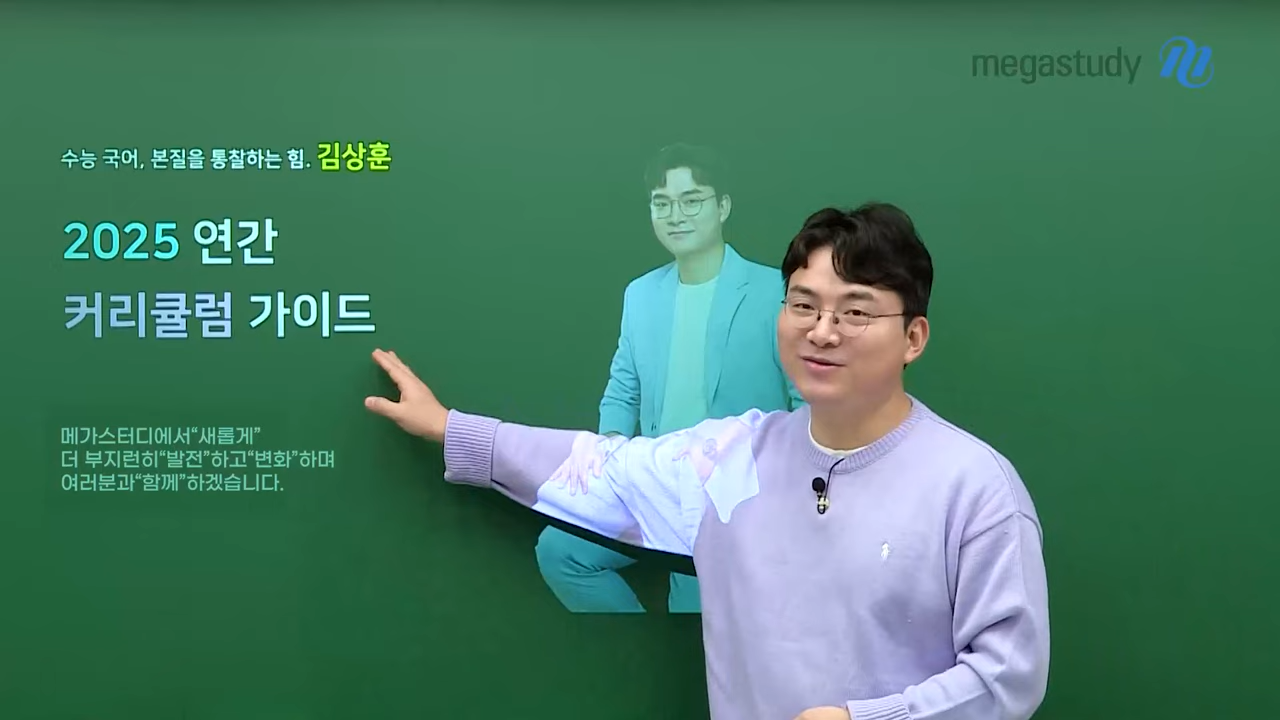 megastudy
수능 국어, 본질을 통찰하는 힘. 김상훈
2025 연간
커리큘럼 가이드
메가스터디에서“새롭게”
더 부지런히“발전”하고“변화”하며
여러분과“함께”하겠습니다.